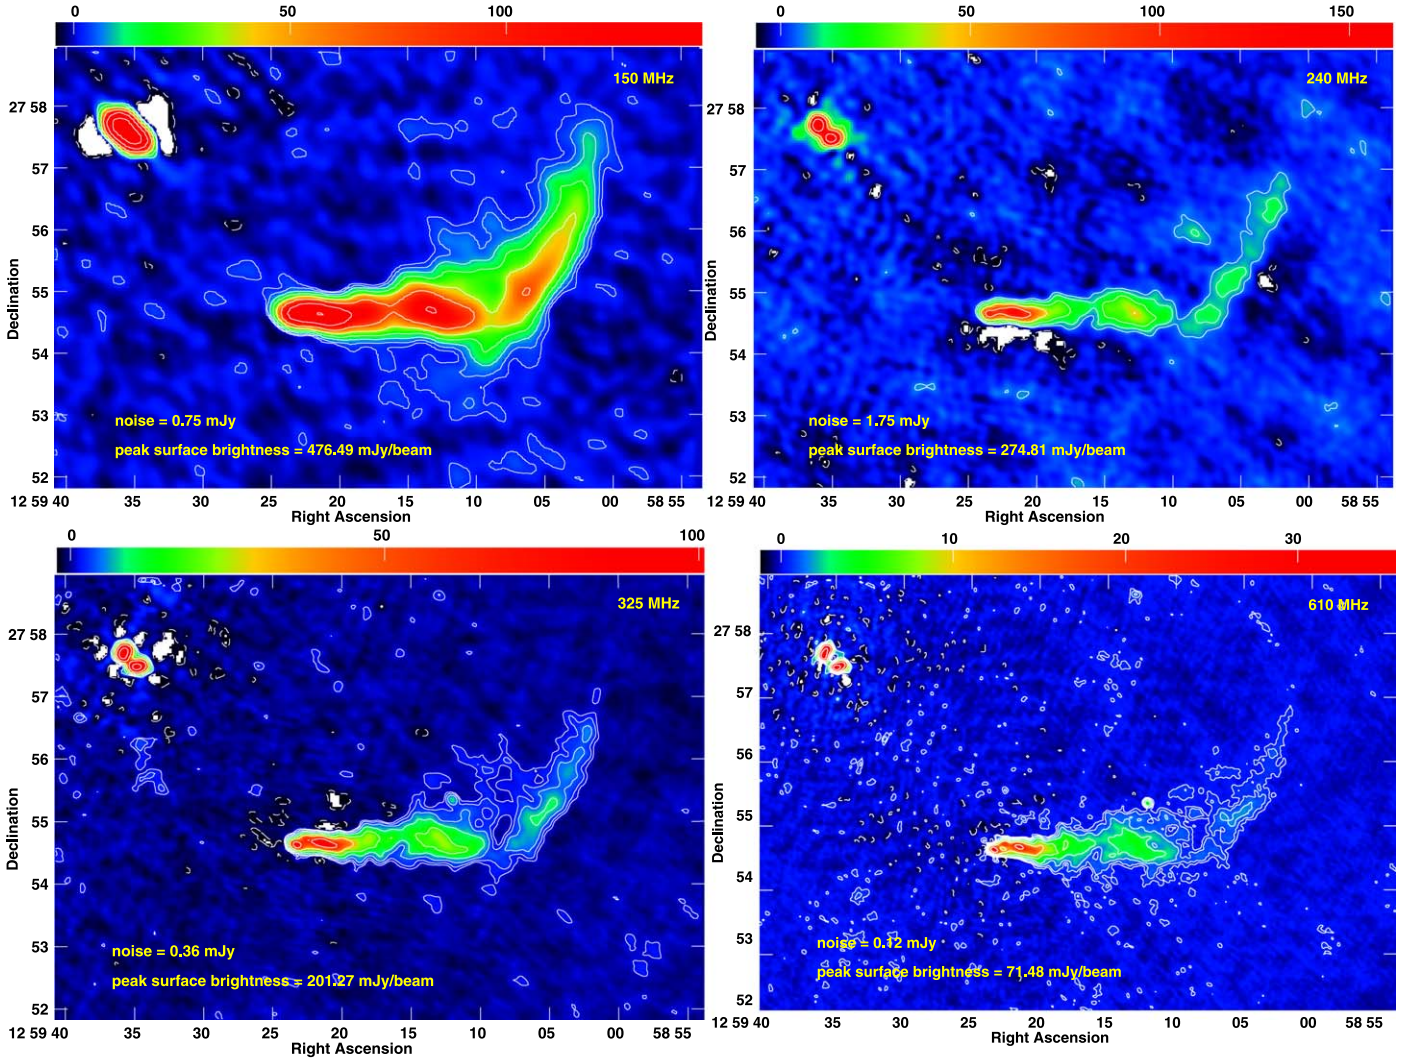 0 50 100
150 MHz
27 58
57
56
55
54
53
52
Declination
noise = 0.75 mJy
peak surface brightness = 476.49 mJy/beam
12 59 40 35 30 25 20 15 10 05 00 58 55
Right Ascension
0 50 100 150
240 MHz
27 58
57
56
55
54
53
52
Declination
noise = 1.75 mJy
peak surface brightness = 274.81 mJy/beam
12 59 40 35 30 25 20 15 10 05 00 58 55
Right Ascension
0 50 100
325 MHz
27 58
57
56
55
54
53
52
Declination
noise = 0.36 mJy
peak surface brightness = 201.27 mJy/beam
12 59 40 35 30 25 20 15 10 05 00 58 55
Right Ascension
0 10 20 30
610 MHz
27 58
57
56
55
54
53
52
Declination
noise = 0.12 mJy
peak surface brightness = 71.48 mJy/beam
12 59 40 35 30 25 20 15 10 05 00 58 55
Right Ascension